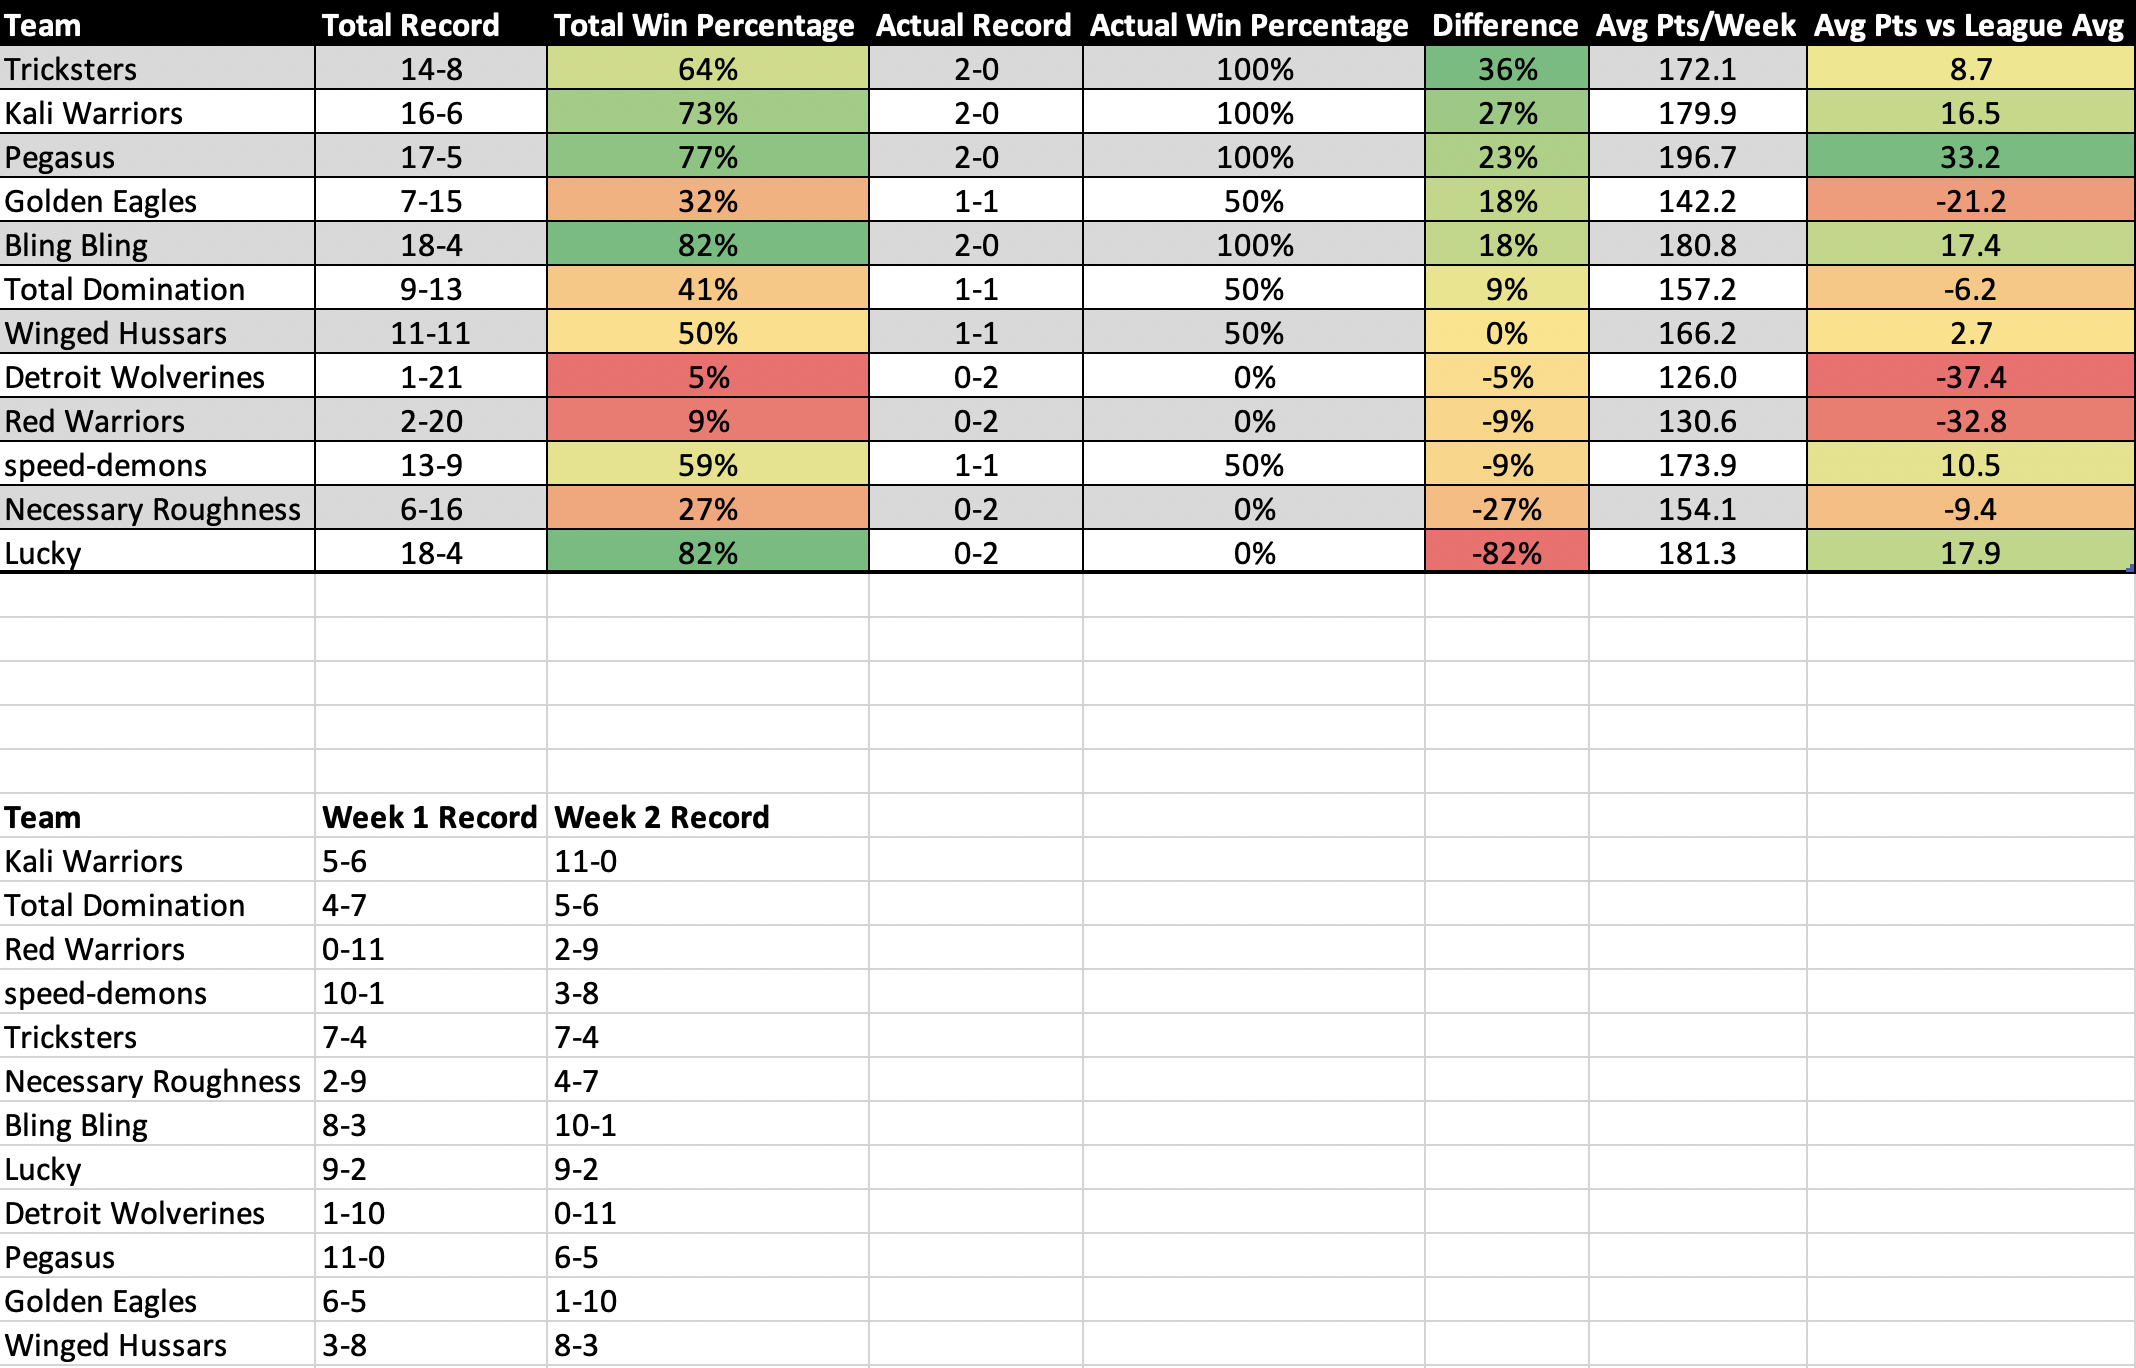 Team Total Record Total Win Percentage Actual Record Actual Win Percentage Difference Avg Pts/Week Avg Pts vs League Avg
Tricksters 14-8 64% 2-0 100% 36% 172.1 8.7
Kali Warriors 16-6 73% 2-0 100% 27% 179.9 16.5
Pegasus 17-5 77% 2-0 100% 23% 196.7 33.2
Golden Eagles 7-15 32% 1-1 50% 18% 142.2 -21.2
Bling Bling 18-4 82% 2-0 100% 18% 180.8 17.4
Total Domination 9-13 41% 1-1 50% 9% 157.2 -6.2
Winged Hussars 11-11 50% 1-1 50% 0% 166.2 2.7
Detroit Wolverines 1-21 5% 0-2 0% -5% 126.0 -37.4
Red Warriors 2-20 9% 0-2 0% -9% 130.6 -32.8
speed-demons 13-9 59% 1-1 50% -9% 173.9 10.5
Necessary Roughness 6-16 27% 0-2 0% -27% 154.1 -9.4
Lucky 18-4 82% 0-2 0% -82% 181.3 17.9
Team Week 1 Record Week 2 Record
Kali Warriors 5-6 11-0
Total Domination 4-7 5-6
Red Warriors 0-11 2-9
speed-demons 10-1 3-8
Tricksters 7-4 7-4
Necessary Roughness 2-9 4-7
Bling Bling 8-3 10-1
Lucky 9-2 9-2
Detroit Wolverines 1-10 0-11
Pegasus 11-0 6-5
Golden Eagles 6-5 1-10
Winged Hussars 3-8 8-3